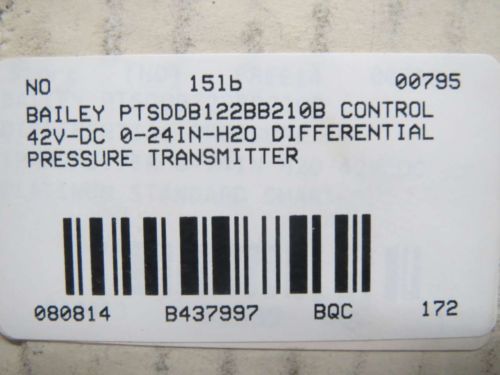 NO 151b 00795
BAILEY PTSDDB122BB210B CONTROL
42V-DC 0-24IN-H2O DIFFERENTIAL
PRESSURE TRANSMITTER
080814 B437997 BQC 172